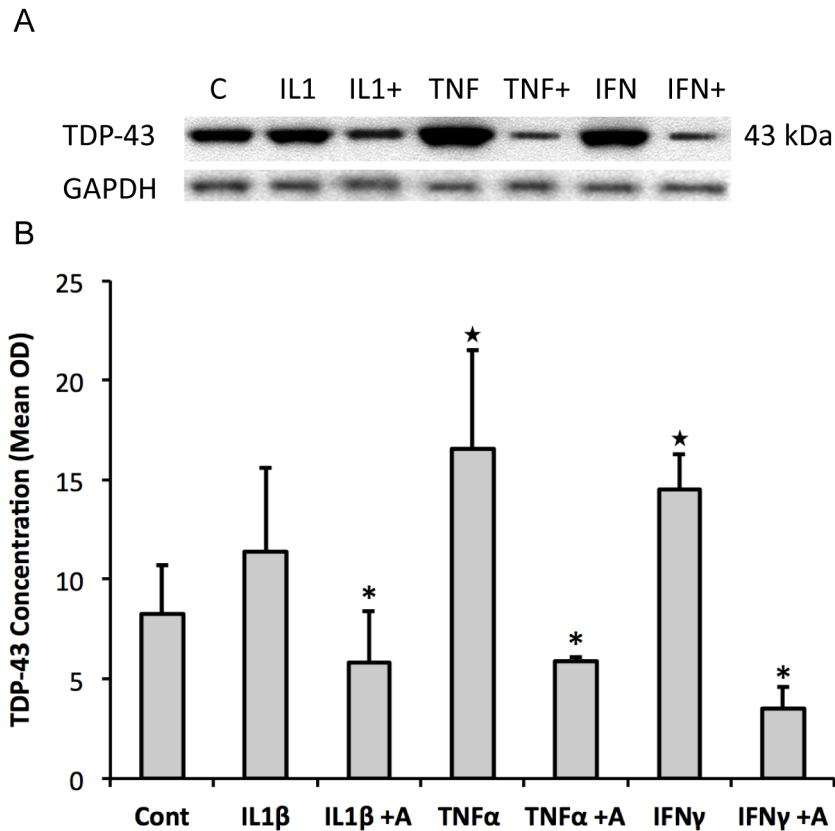 A
C IL1 IL1+ TNF TNF+ IFN IFN+
TDP-43 43 kDa
GAPDH
B
TDP-43 Concentration (Mean OD)
25
20
15
10
5
0
★
★
*
*
*
Cont IL1β IL1β +A TNFα TNFα +A IFNγ IFNγ +A